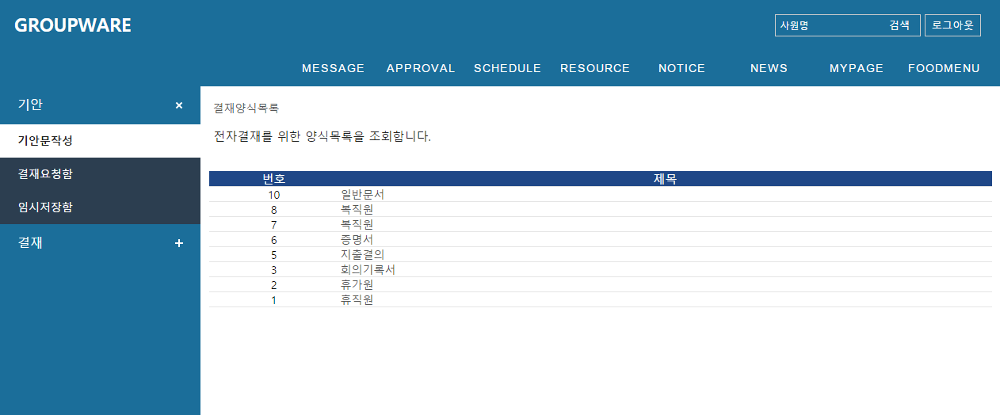 GROUPWARE
사원명 검색 로그아웃
MESSAGE APPROVAL SCHEDULE RESOURCE NOTICE NEWS MYPAGE FOODMENU
기안 ×
기안문작성
결재요청함
임시저장함
결재 +
결재양식목록
전자결재를 위한 양식목록을 조회합니다.
번호 제목
10 일반문서
8 복직원
7 복직원
6 증명서
5 지출결의
3 회의기록서
2 휴가원
1 휴직원